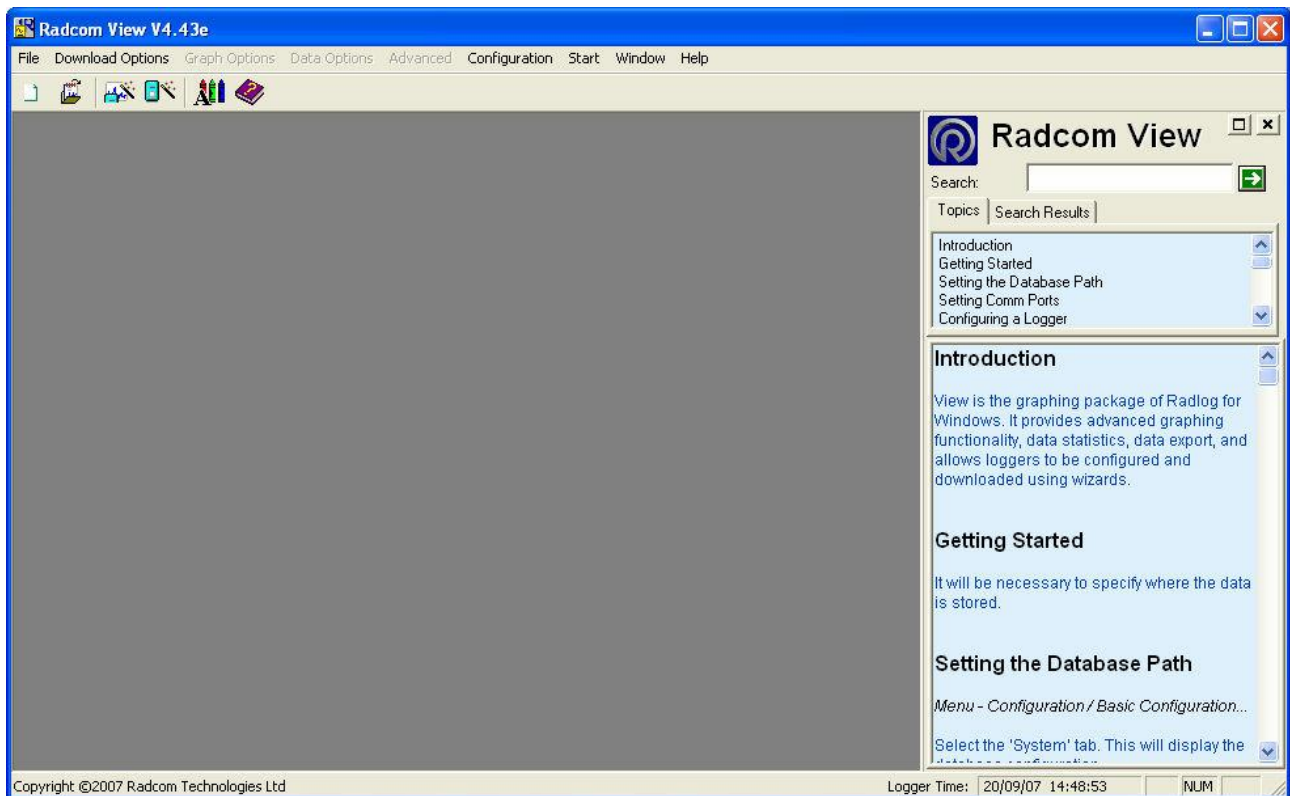 Radcom View V4.43e
File Download Options Graph Options Data Options Advanced Configuration Start Window Help
Radcom View
Search:
Topics Search Results
Introduction
Getting Started
Setting the Database Path
Setting Comm Ports
Configuring a Logger
Introduction
View is the graphing package of Radlog for
Windows. It provides advanced graphing
functionality, data statistics, data export, and
allows loggers to be configured and
downloaded using wizards.
Getting Started
It will be necessary to specify where the data
is stored.
Setting the Database Path
Menu - Configuration / Basic Configuration...
Select the 'System' tab. This will display the
database configuration
Copyright ©2007 Radcom Technologies Ltd Logger Time: 20/09/07 14:48:53 NUM